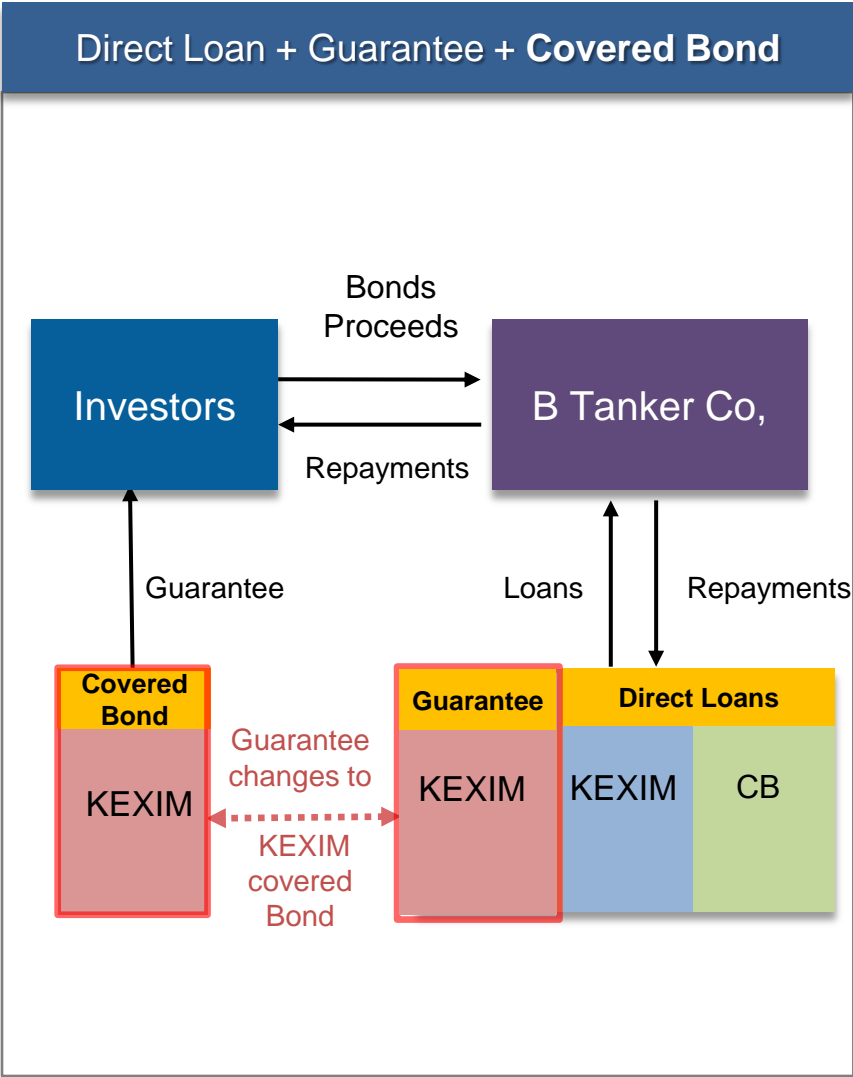 Direct Loan + Guarantee + Covered Bond
Bonds
Proceeds
Investors
B Tanker Co,
Repayments
Guarantee
Loans
Repayments
Covered
Bond
KEXIM
Guarantee
changes to
KEXIM
covered
Bond
Guarantee
Direct Loans
KEXIM
KEXIM
CB